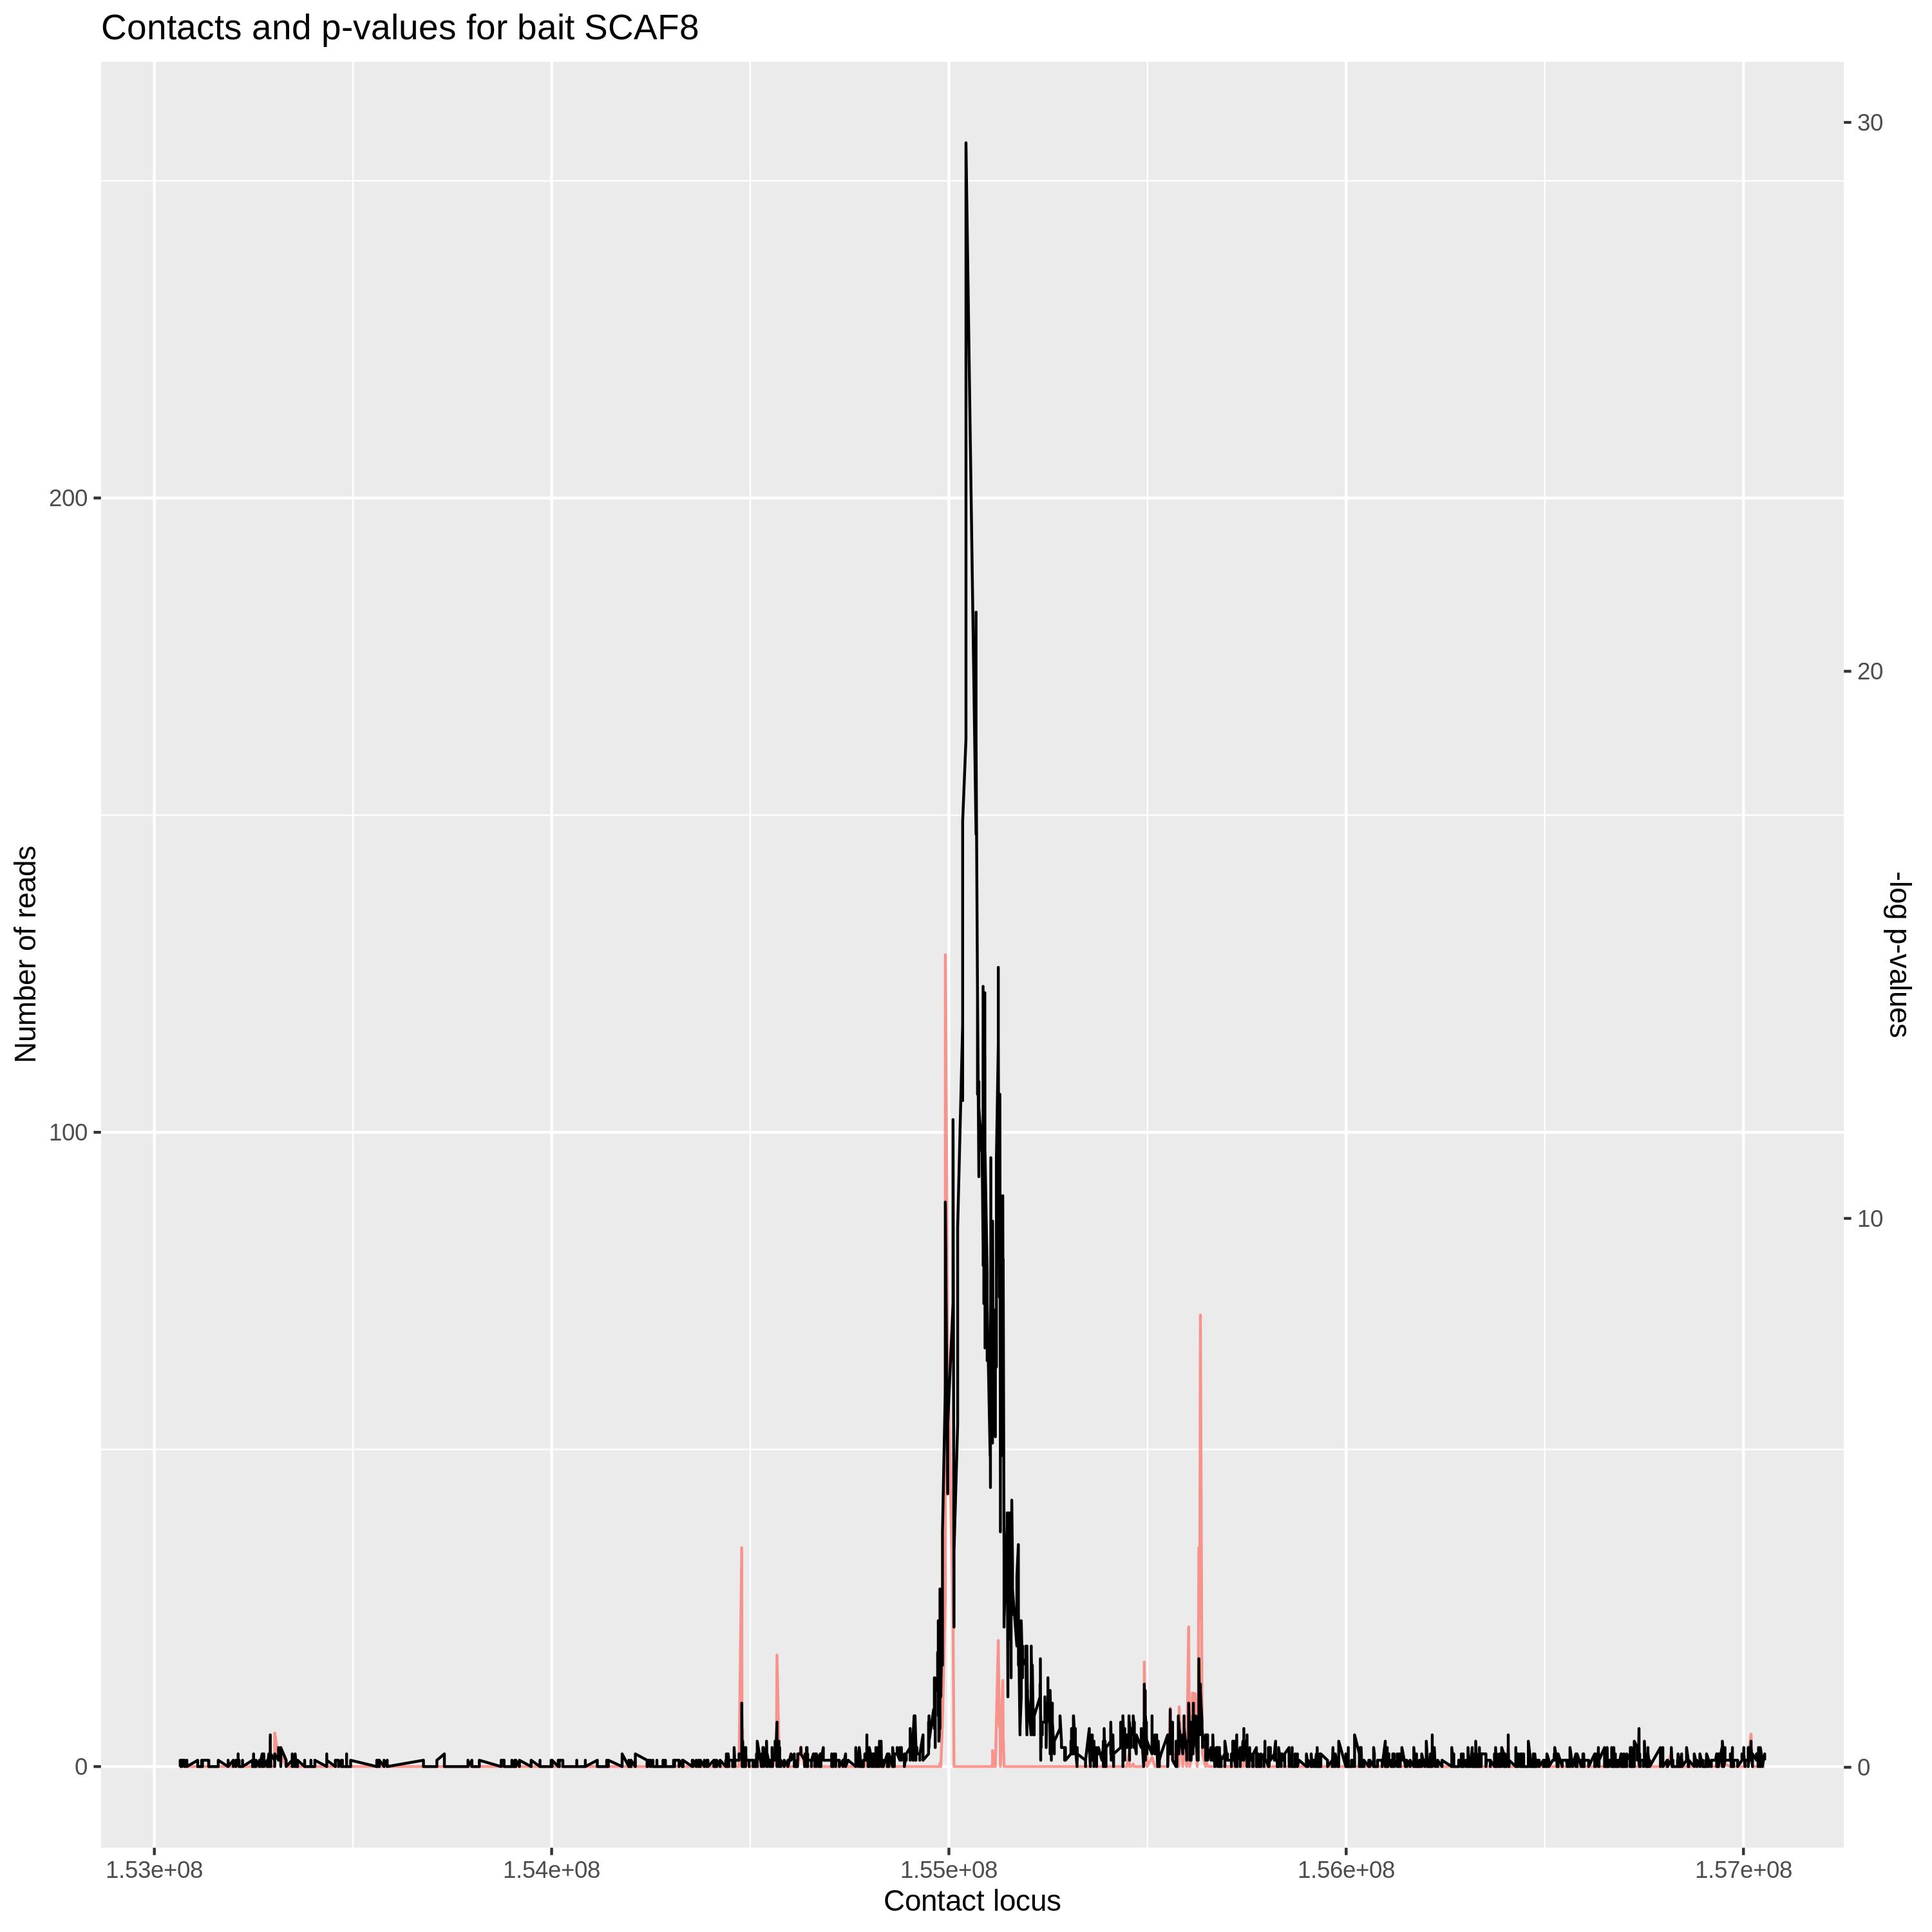 Contacts and p-values for bait SCAF8
Number of reads
200
100
0
30
20
10
0
-log p-values
1.53e+08 1.54e+08 1.55e+08 1.56e+08 1.57e+08
Contact locus